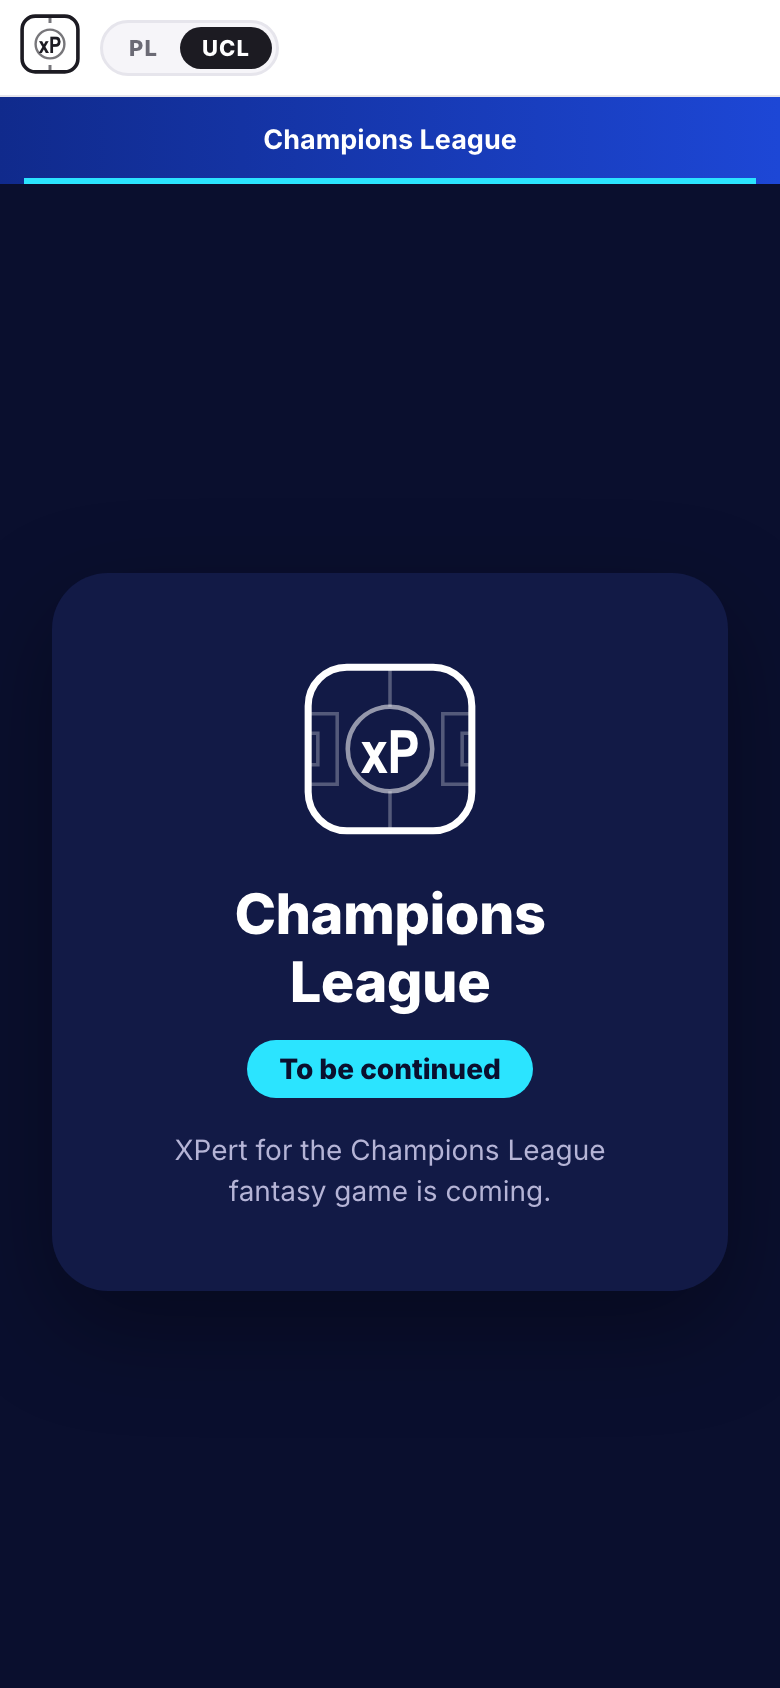 xP
PL
UCL
Champions League
xP
Champions
League
To be continued
XPert for the Champions League
fantasy game is coming.